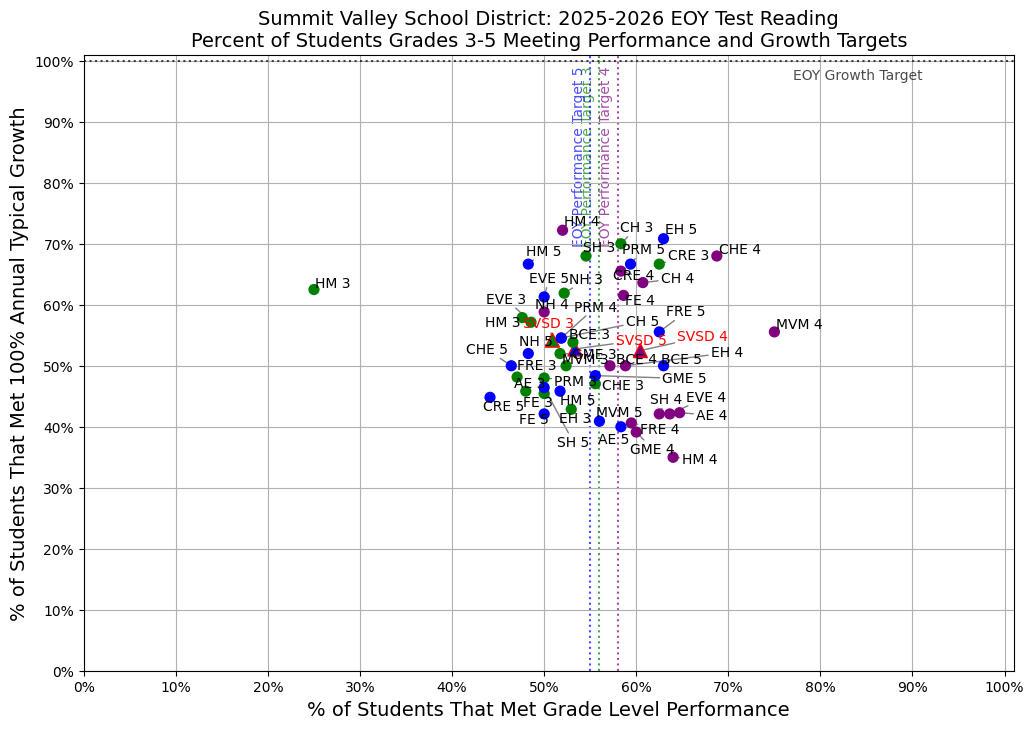 Summit Valley School District: 2025-2026 EOY Test Reading
Percent of Students Grades 3-5 Meeting Performance and Growth Targets
% of Students That Met 100% Annual Typical Growth
100%
90%
80%
70%
60%
50%
40%
30%
20%
10%
0%
EOY Growth Target
EOY Performance Target 5
EOY Performance Target 3
EOY Performance Target 4
HM 4
CH 3
EH 5
HM 5
SH 3
PRM 5
CRE 3
CHE 4
HM 3
EVE 5
NH 3
CRE 4
CH 4
EVE 3
NH 4
PRM 4
FE 4
FRE 5
MVM 4
HM 3
SVSD 3
CH 5
BCE 3
NH 5
SVSD 5
SVSD 4
CHE 5
GME 3
EH 4
FRE 3
MVM 3
BCE 4
BCE 5
AE 3
PRM 3
CHE 3
GME 5
CRE 5
FE 3
HM 5
SH 4
EVE 4
FE 5
EH 3
MVM 5
AE 4
SH 5
AE 5
FRE 4
GME 4
HM 4
0%
10%
20%
30%
40%
50%
60%
70%
80%
90%
100%
% of Students That Met Grade Level Performance